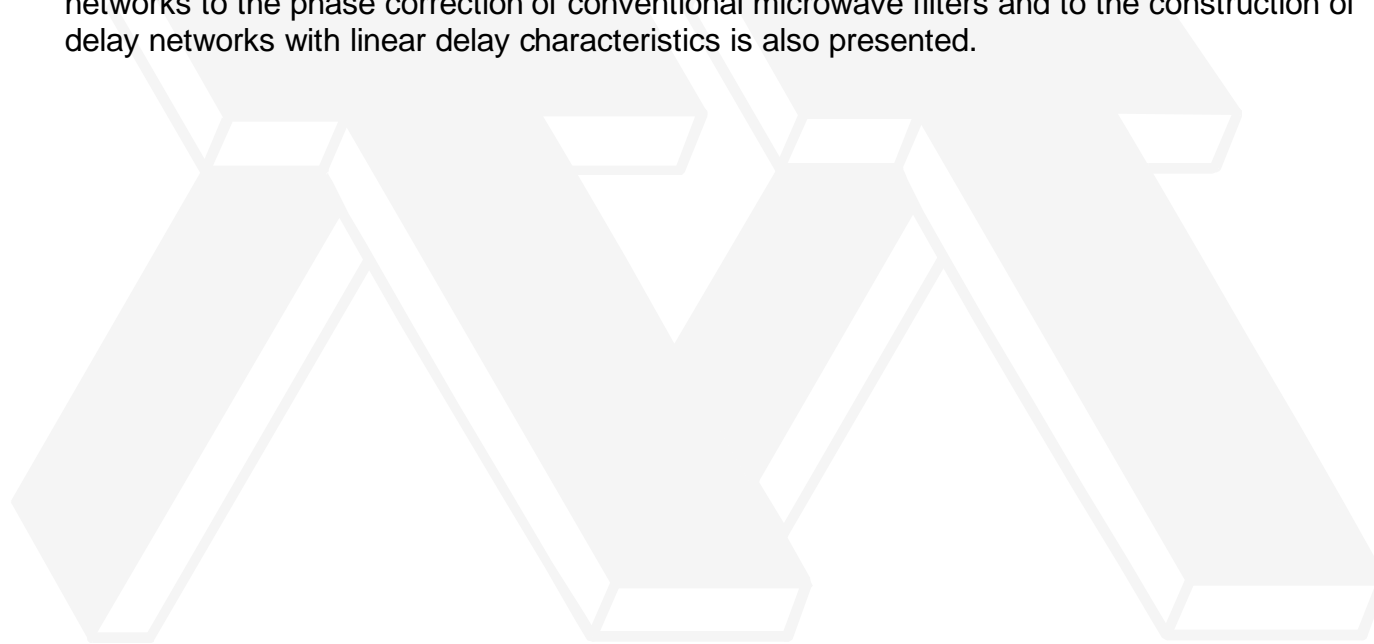 networks to the phase correction of conventional microwave filters and to the construction of
delay networks with linear delay characteristics is also presented.